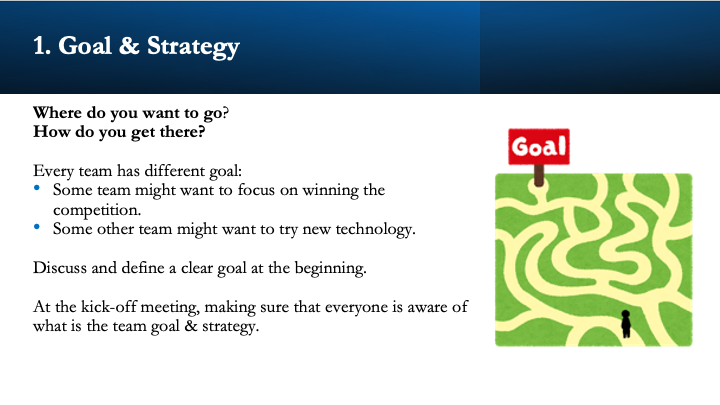 1. Goal & Strategy
Where do you want to go?
How do you get there?
Every team has different goal:
• Some team might want to focus on winning the
competition.
• Some other team might want to try new technology.
Discuss and define a clear goal at the beginning.
At the kick-off meeting, making sure that everyone is aware of
what is the team goal & strategy.
Goal